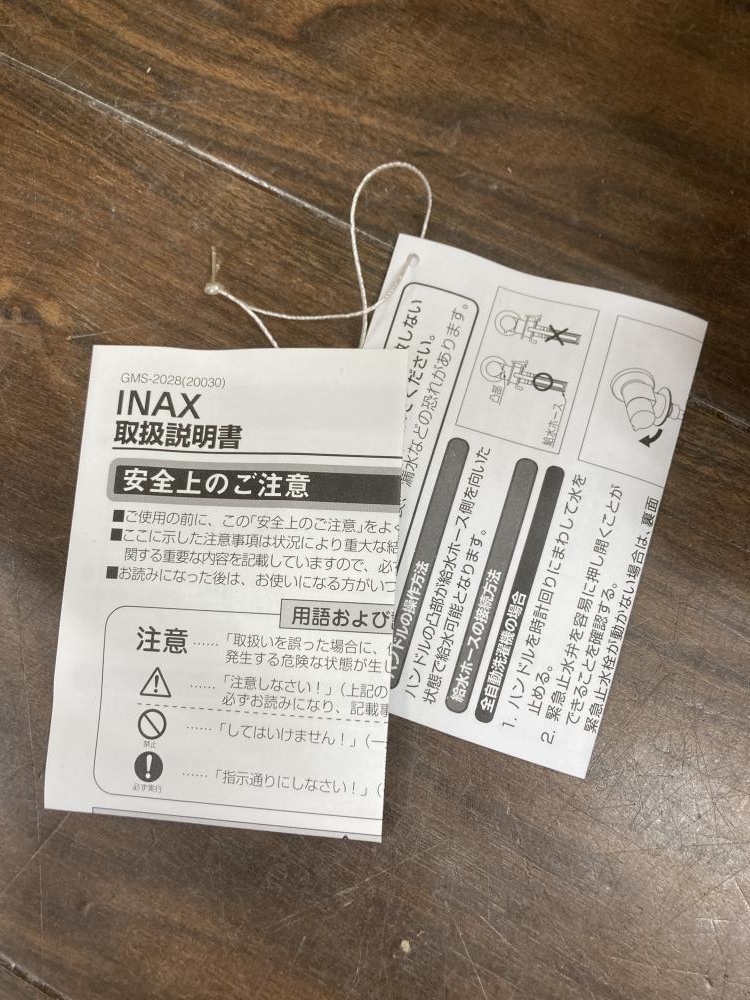 GMS-2028(20030)
INAX
取扱説明書
安全上のご注意
■ご使用の前に、この「安全上のご注意」をよく
■ここに示した注意事項は状況により重大な結
関する重要な内容を記載していますので、必ず
■お読みになった後は、お使いになる方がいつ
用語および
注意……「取扱いを誤った場合に、
発生する危険な状態が生じ
……「注意しなさい！」(上記の
必ずお読みになり、記載事
禁止
……「してはいけません！」(一
必ず実行
……「指示通りにしなさい！」(
しない
ください。
漏水などの恐れがあります。
凸部
給水ホース
ンドルの操作方法
ハンドルの凸部が給水ホース側を向いた
状態で給水可能となります。
給水ホースの接続方法
全自動洗濯機の場合
1. ハンドルを時計回りにまわして水を
止める。
2. 緊急止水弁を容易に押し開くことが
できることを確認する。
緊急止水栓が動かない場合は、裏面